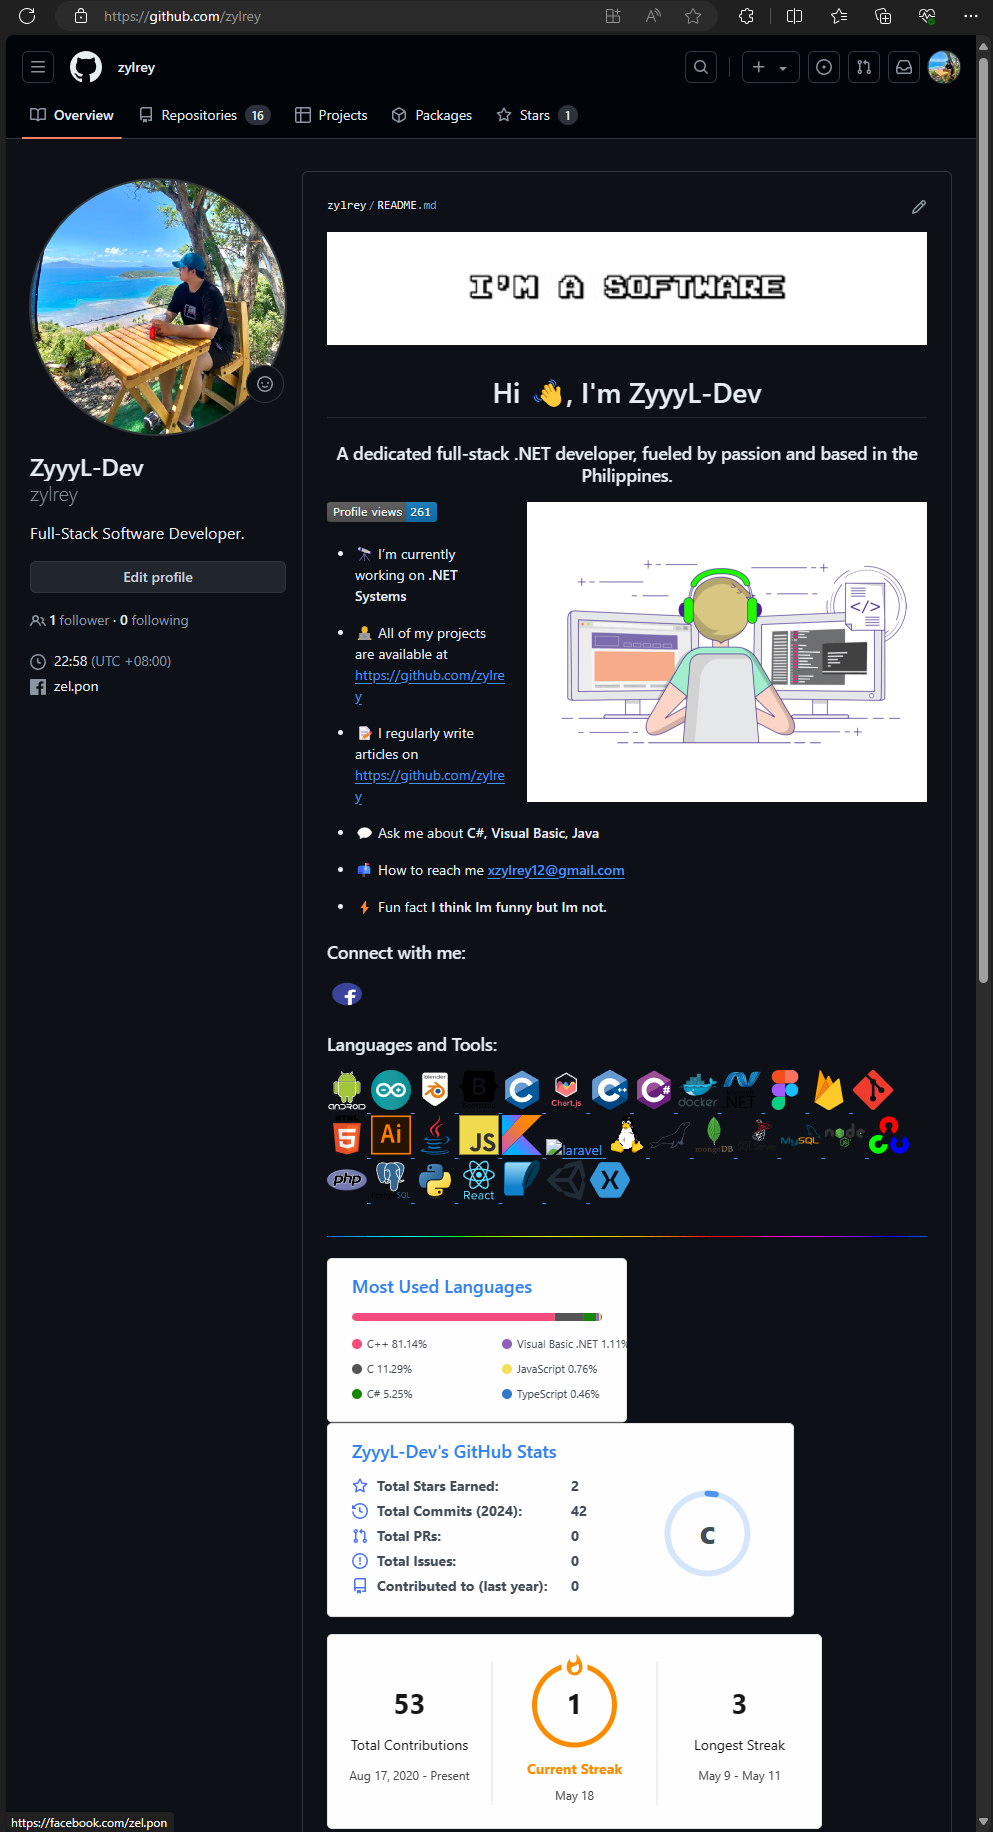 https://github.com/zylrey
zylrey
Overview
Repositories 16
Projects
Packages
Stars 1
zylrey/README.md
I'M A SOFTWARE
Hi 👋, I'm ZyyyL-Dev
A dedicated full-stack .NET developer, fueled by passion and based in the
Philippines.
ZyyyL-Dev
zylrey
Full-Stack Software Developer.
Edit profile
1 follower · 0 following
22:58 (UTC +08:00)
zel.pon
Profile views 261
🔭 I'm currently
working on .NET
Systems
👨‍💻 All of my projects
are available at
https://github.com/zylre
y
📝 I regularly write
articles on
https://github.com/zylre
y
</>
💬 Ask me about C#, Visual Basic, Java
📫 How to reach me xzylrey12@gmail.com
⚡ Fun fact I think Im funny but Im not.
Connect with me:
Languages and Tools:
ANDROID
blender
B
C
Chart.js
C++
C#
docker
.NET
HTML
5
Ai
Java
JS
laravel
mongoDB
SQL Server
MySQL
node
JS
php
PostgreSQL
React
X
Most Used Languages
C++ 81.14%
Visual Basic .NET 1.11%
C 11.29%
JavaScript 0.76%
C# 5.25%
TypeScript 0.46%
ZyyyL-Dev's GitHub Stats
Total Stars Earned: 2
Total Commits (2024): 42
Total PRs: 0
Total Issues: 0
Contributed to (last year): 0
C
53
Total Contributions
Aug 17, 2020 - Present
1
Current Streak
May 18
3
Longest Streak
May 9 - May 11
https://facebook.com/zel.pon